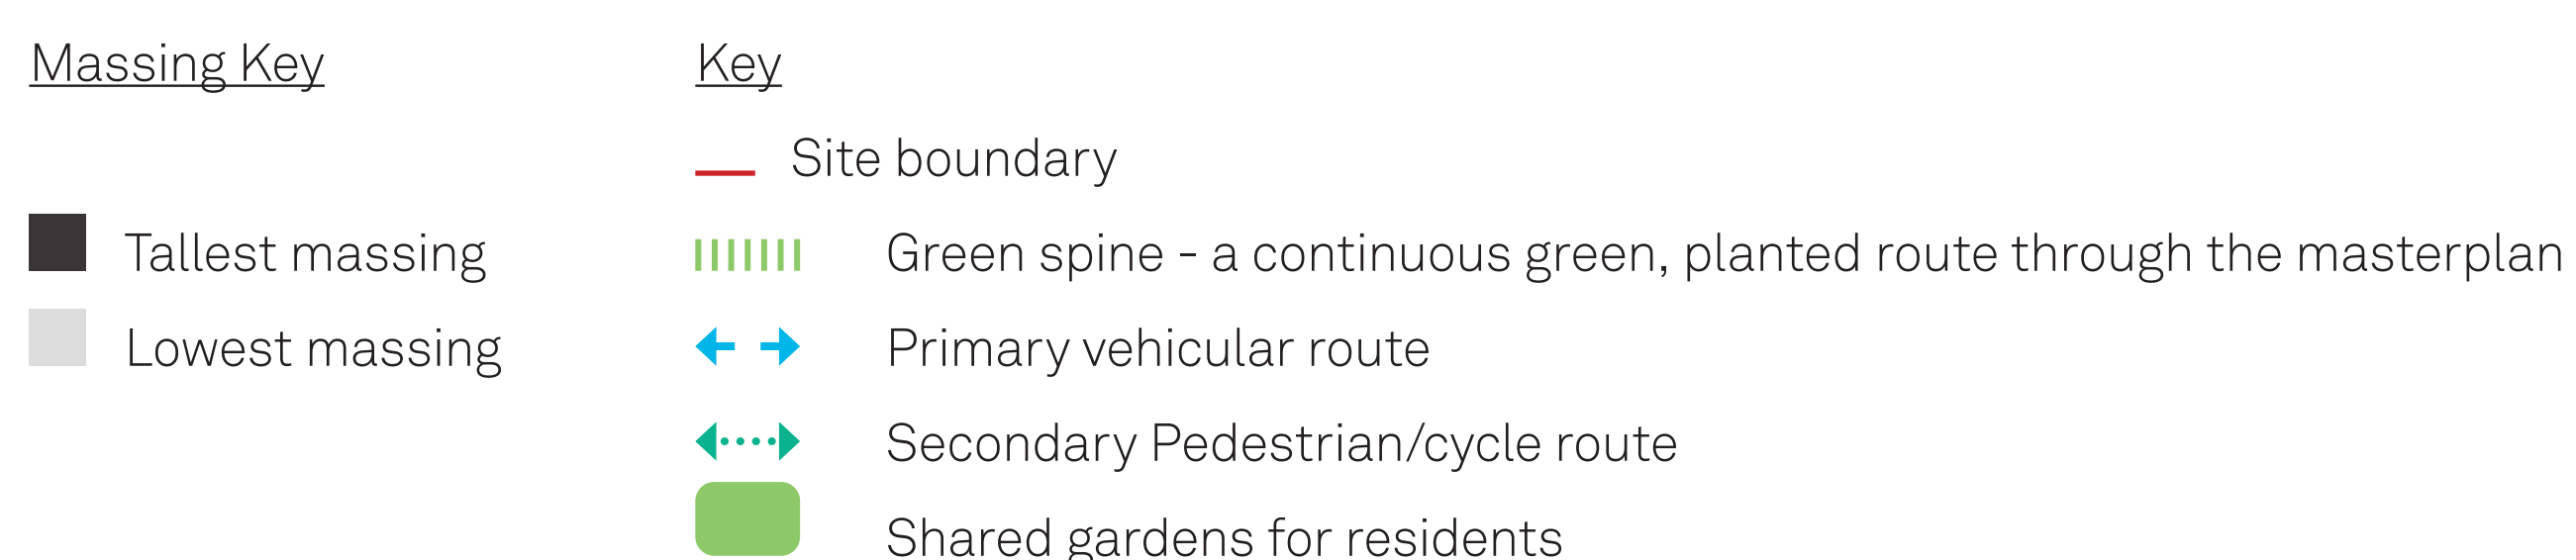 Massing Key
Tallest massing
Lowest massing
Key
Site boundary
Green spine - a continuous green, planted route through the masterplan
Primary vehicular route
Secondary Pedestrian/cycle route
Shared gardens for residents